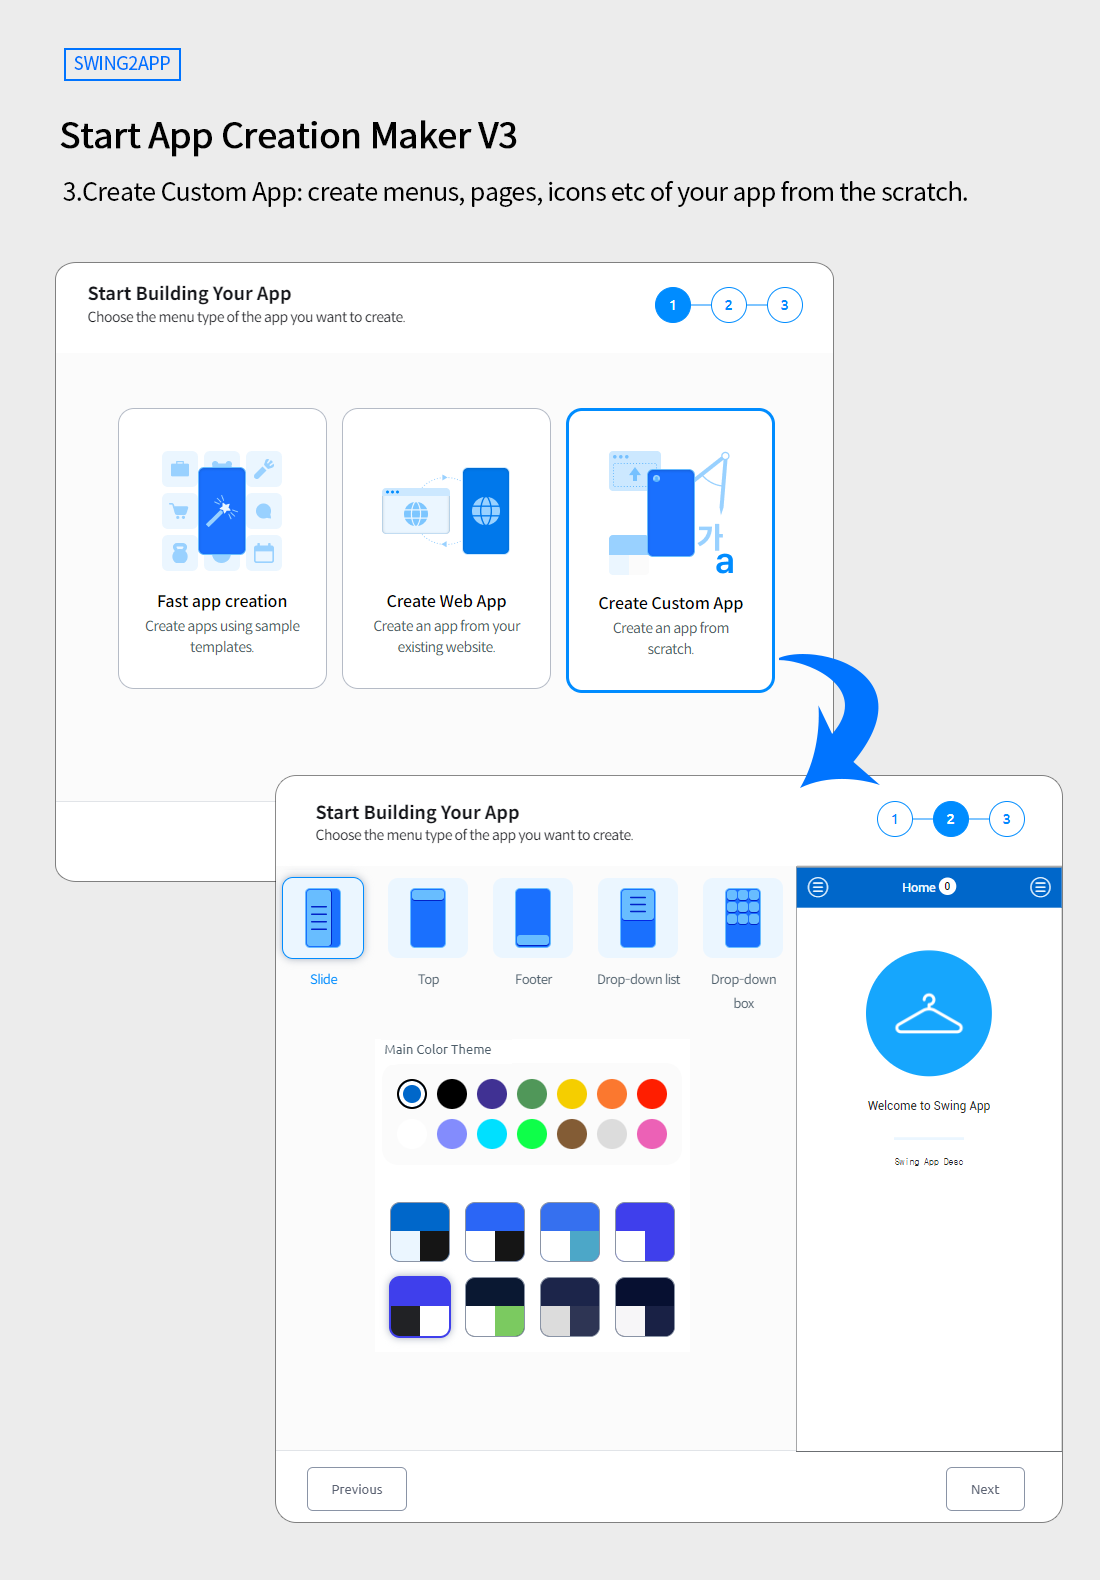 SWING2APP
Start App Creation Maker V3
3.Create Custom App: create menus, pages, icons etc of your app from the scratch.
Start Building Your App
Choose the menu type of the app you want to create.
1
2
3
Fast app creation
Create apps using sample
templates.
Create Web App
Create an app from your
existing website.
가
a
Create Custom App
Create an app from
scratch.
Start Building Your App
Choose the menu type of the app you want to create.
1
2
3
Slide
Top
Footer
Drop-down list
Drop-down
box
Home 0
Main Color Theme
Welcome to Swing App
Swing App Desc
Previous
Next